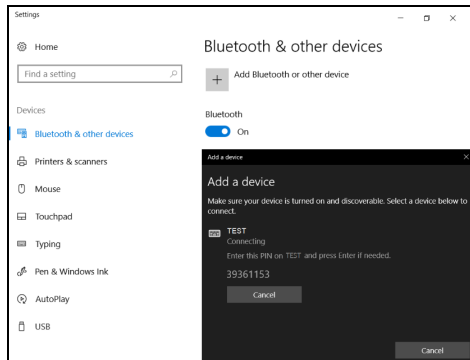 Settings
Home
Find a setting
Devices
Bluetooth & other devices
Printers & scanners
Mouse
Touchpad
Typing
Pen & Windows Ink
AutoPlay
USB
Bluetooth & other devices
Add Bluetooth or other device
Bluetooth
On
Add a device
Add a device
Make sure your device is turned on and discoverable. Select a device below to
connect.
TEST
Connecting
Enter this PIN on TEST and press Enter if needed.
39361153
Cancel
Cancel